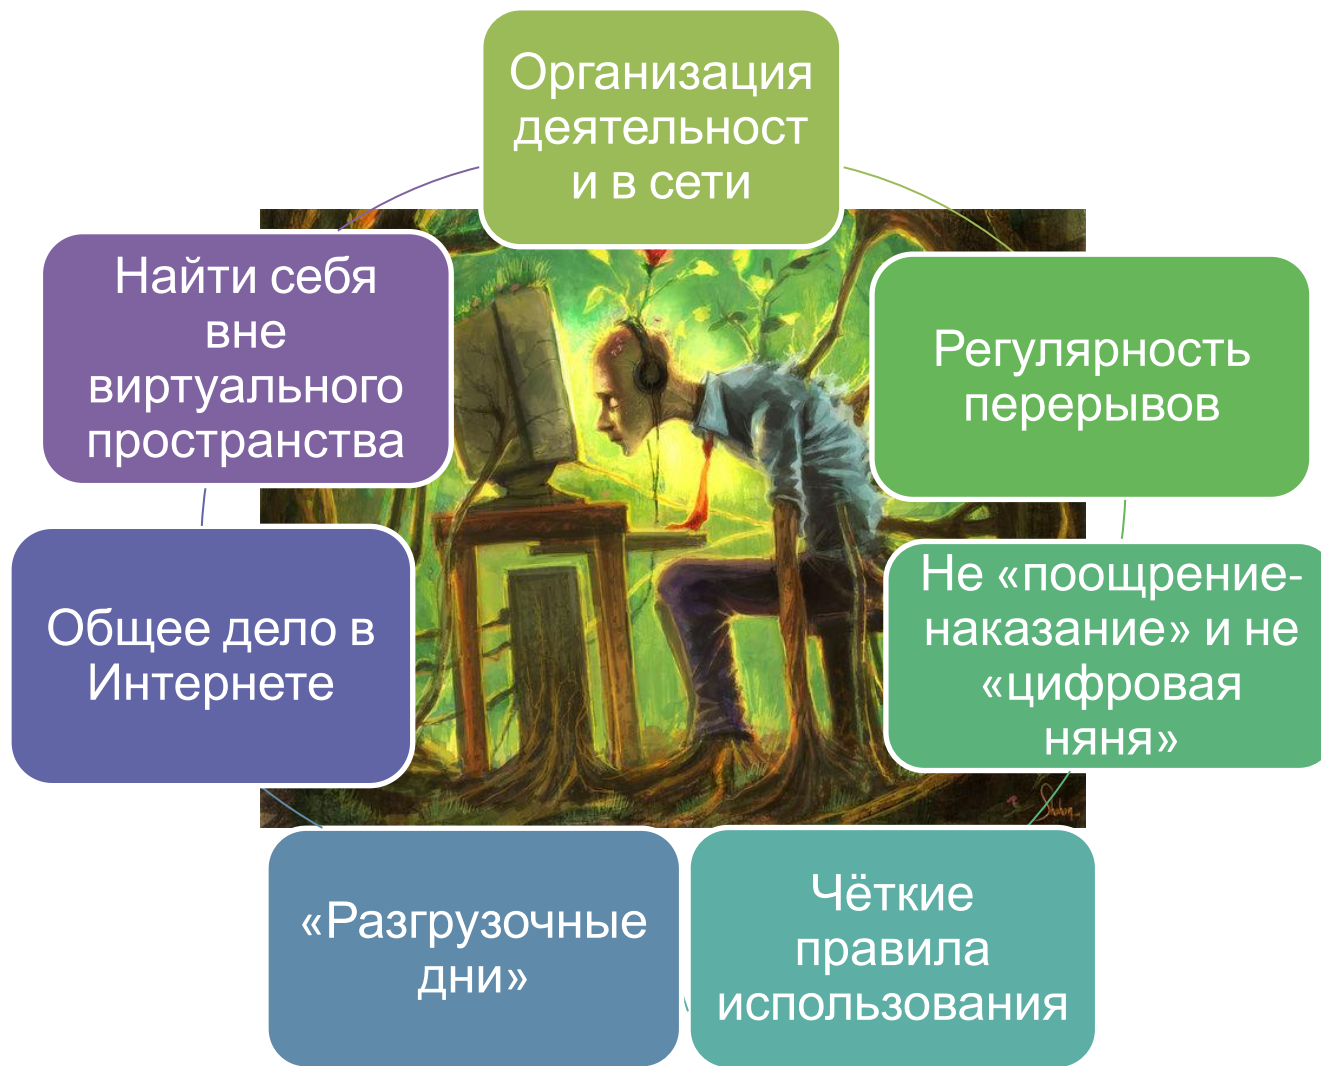 Организация
деятельност
и в сети
Регулярность
перерывов
Не «поощрение-
наказание» и не
«цифровая
няня»
Чёткие
правила
использования
«Разгрузочные
дни»
Общее дело в
Интернете
Найти себя
вне
виртуального
пространства